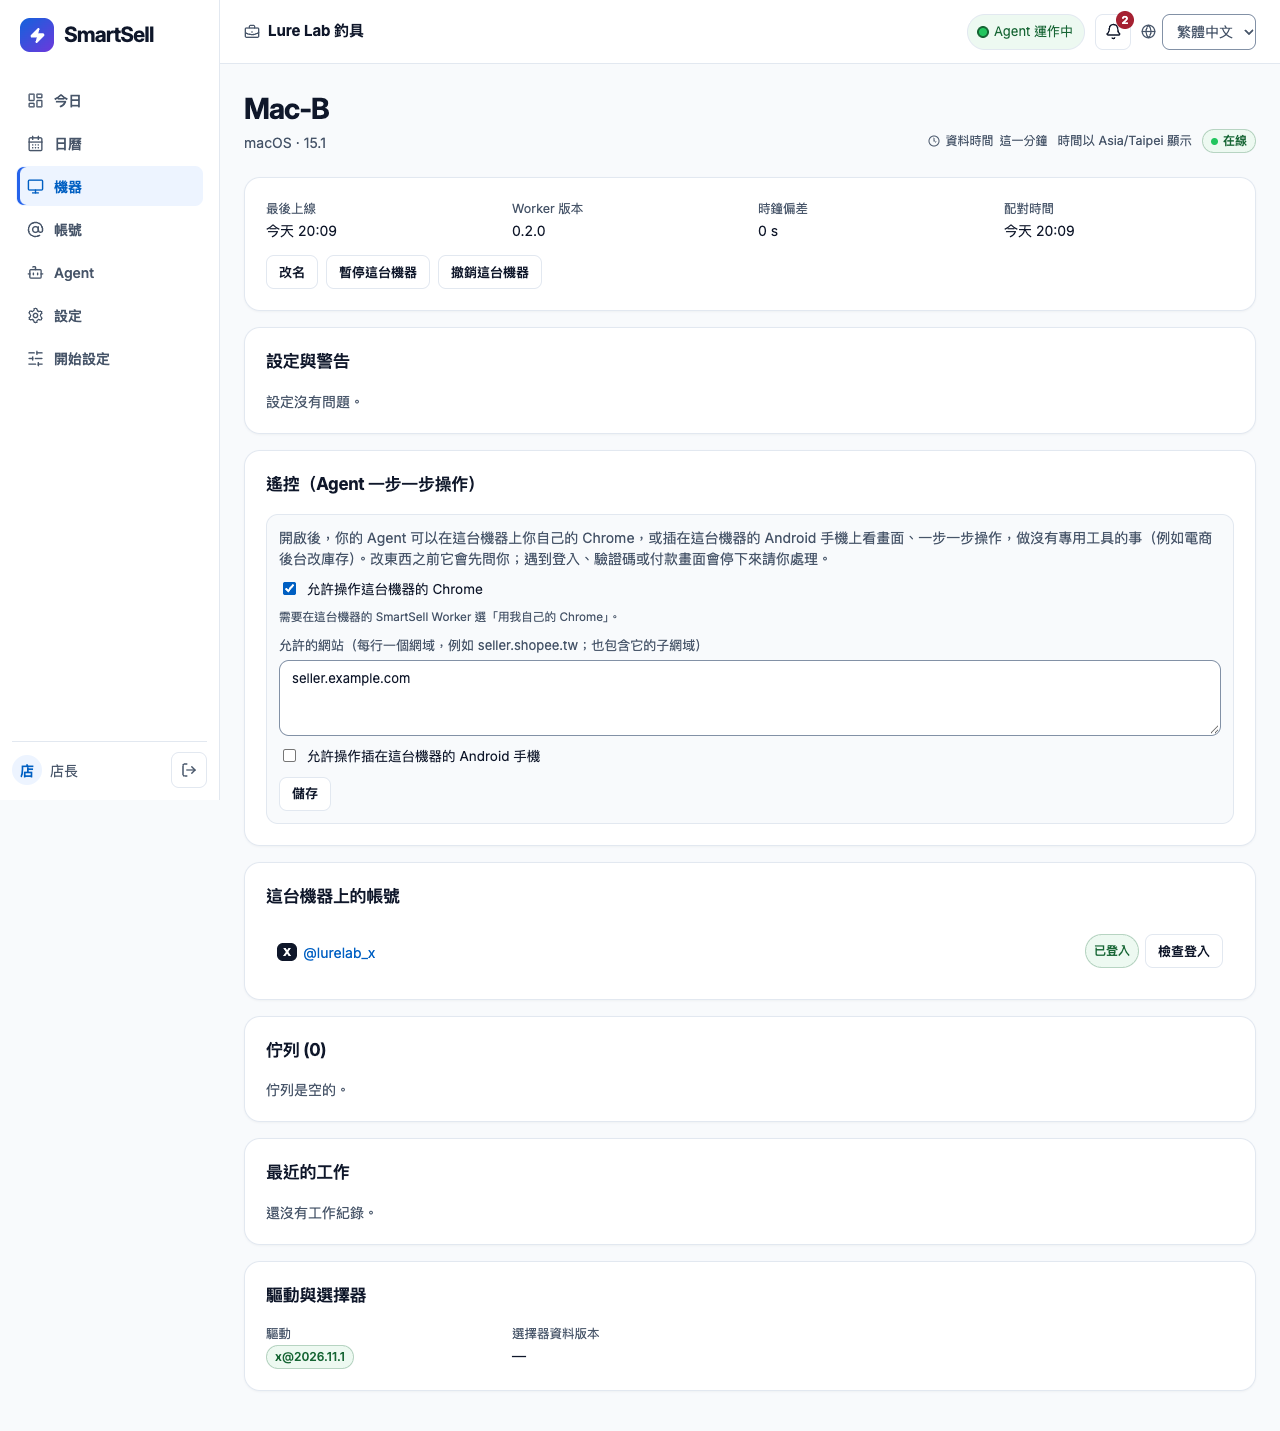 SmartSell
Lure Lab 釣具
Agent 運作中
2
繁體中文
今日
日曆
機器
帳號
Agent
設定
開始設定
店
店長
Mac-B
macOS · 15.1
資料時間 這一分鐘 時間以 Asia/Taipei 顯示
在線
最後上線
今天 20:09
Worker 版本
0.2.0
時鐘偏差
0 s
配對時間
今天 20:09
改名
暫停這台機器
撤銷這台機器
設定與警告
設定沒有問題。
遙控（Agent 一步一步操作）
開啟後，你的 Agent 可以在這台機器上你自己的 Chrome，或插在這台機器的 Android 手機上看畫面、一步一步操作，做沒有專用工具的事（例如電商
後台改庫存）。改東西之前它會先問你；遇到登入、驗證碼或付款畫面會停下來請你處理。
允許操作這台機器的 Chrome
需要在這台機器的 SmartSell Worker 選「用我自己的 Chrome」。
允許的網站（每行一個網域，例如 seller.shopee.tw；也包含它的子網域）
seller.example.com
允許操作插在這台機器的 Android 手機
儲存
這台機器上的帳號
X @lurelab_x
已登入
檢查登入
佇列 (0)
佇列是空的。
最近的工作
還沒有工作紀錄。
驅動與選擇器
驅動
x@2026.11.1
選擇器資料版本
—